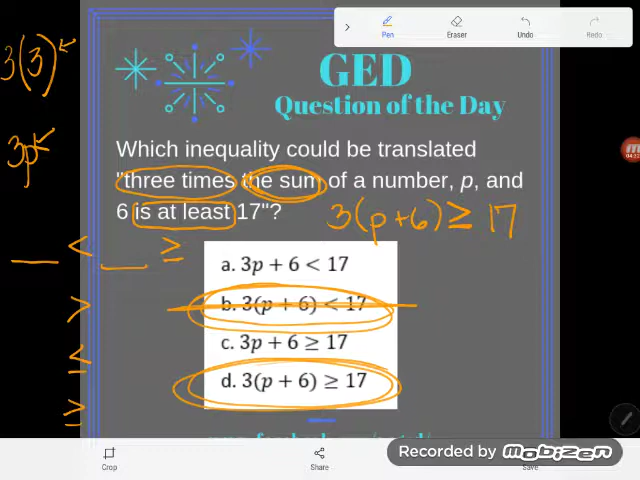 Pen
Eraser
Undo
Redo
3(3)
GED
Question of the Day
3p
Which inequality could be translated
"three times the sum of a number, p, and
6 is at least 17"?
3(p+6) ≥ 17
__ < __ ≥
>
≤
≥
a. 3p + 6 < 17
b. 3(p + 6) < 17
c. 3p + 6 ≥ 17
d. 3(p + 6) ≥ 17
Recorded by mobizen
Crop
Share
Save